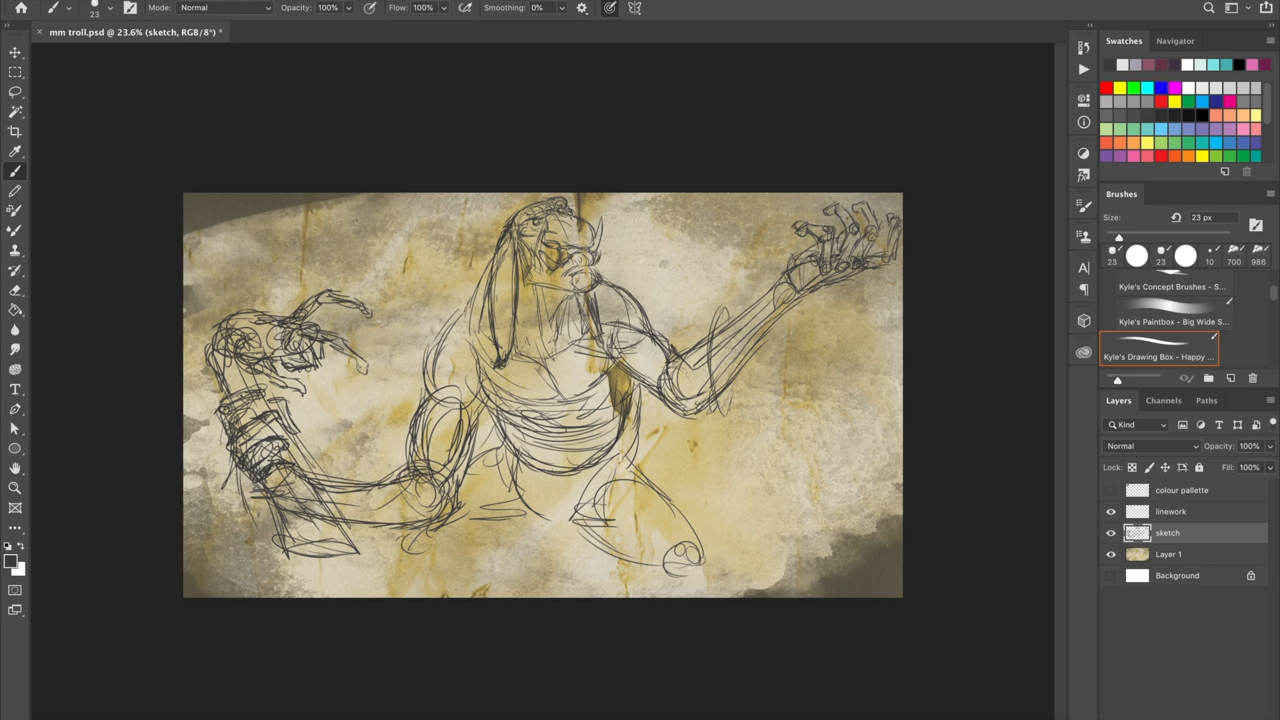 23
Mode: Normal
Opacity: 100%
Flow: 100%
Smoothing: 0%
× mm troll.psd @ 23.6% (sketch, RGB/8*) *
Swatches Navigator
Brushes
Size: 23 px
23 23 10 700 986
Kyle's Concept Brushes - S...
Kyle's Paintbox - Big Wide S...
Kyle's Drawing Box - Happy ...
Layers Channels Paths
Kind
Normal Opacity: 100%
Lock: Fill: 100%
colour pallette
linework
sketch
Layer 1
Background